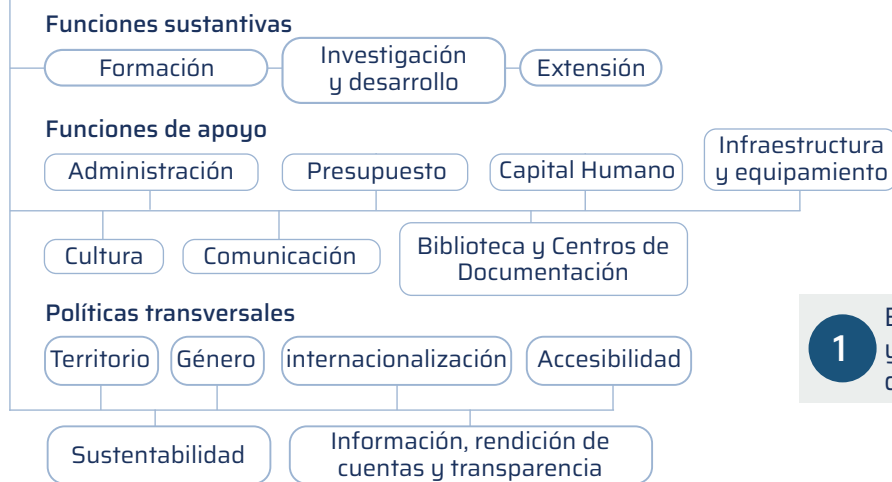 Funciones sustantivas
Formación
Investigación
y desarrollo
Extensión
Funciones de apoyo
Administración
Presupuesto
Capital Humano
Infraestructura
y equipamiento
Cultura
Comunicación
Biblioteca y Centros de
Documentación
Políticas transversales
Territorio
Género
internacionalización
Accesibilidad
1
Sustentabilidad
Información, rendición de
cuentas y transparencia